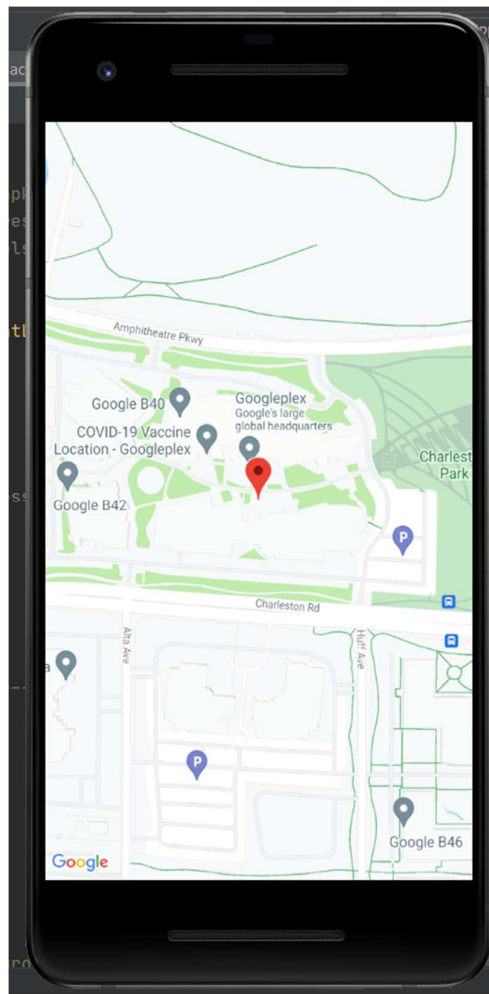 Amphitheatre Pkwy
Google B40
Googleplex
Google's large
global headquarters
COVID-19 Vaccine
Location - Googleplex
Charlest
Park
Google B42
P
Charleston Rd
Alta Ave
Huff Ave
a
P
Google B46
Google